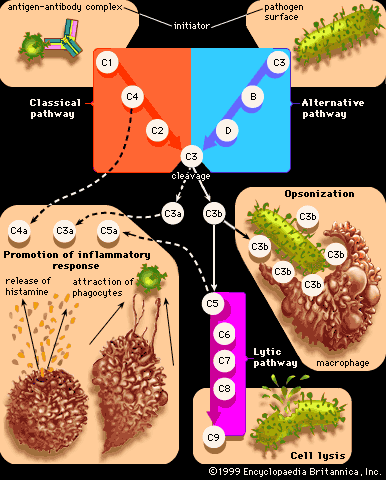 antigen-antibody complex
initiator
pathogen
surface
C1
C4
C2
C3
C3
B
D
Classical
pathway
Alternative
pathway
cleavage
C3a
C3b
C4a
C3a
C5a
Promotion of inflammatory
response
release of
histamine
attraction of
phagocytes
Opsonization
C3b
C3b
C3b
C3b
C3b
macrophage
C5
C6
C7
C8
C9
Lytic
pathway
Cell lysis
©1999 Encyclopaedia Britannica, Inc.